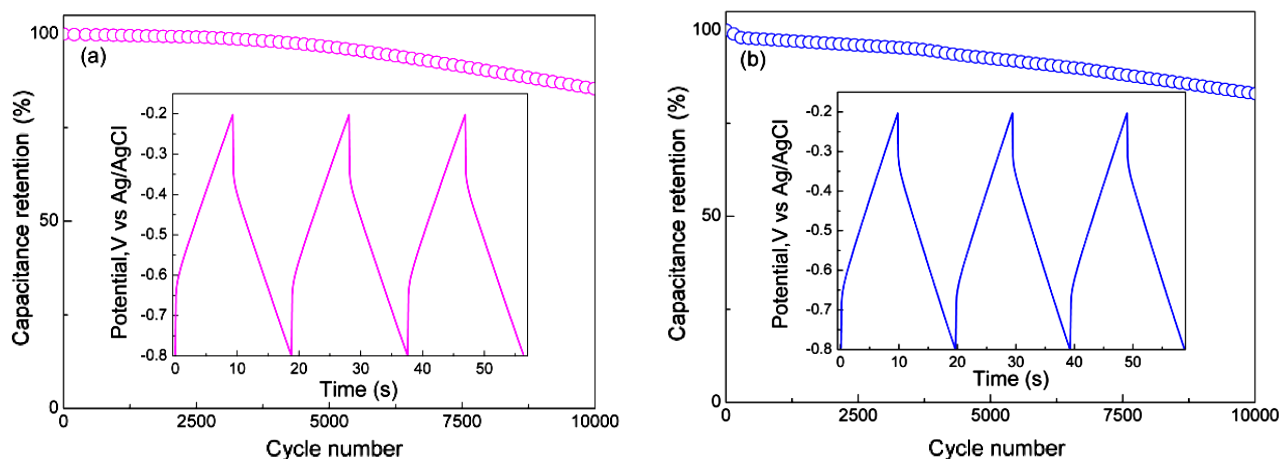 (a)
100
50
0
Capacitance retention (%)
0 2500 5000 7500 10000
Cycle number
-0.2
-0.3
-0.4
-0.5
-0.6
-0.7
-0.8
Potential,V vs Ag/AgCl
0 10 20 30 40 50
Time (s)
(b)
100
50
0
Capacitance retention (%)
0 2500 5000 7500 10000
Cycle number
-0.2
-0.3
-0.4
-0.5
-0.6
-0.7
-0.8
Potential,V vs Ag/AgCl
0 10 20 30 40 50
Time (s)